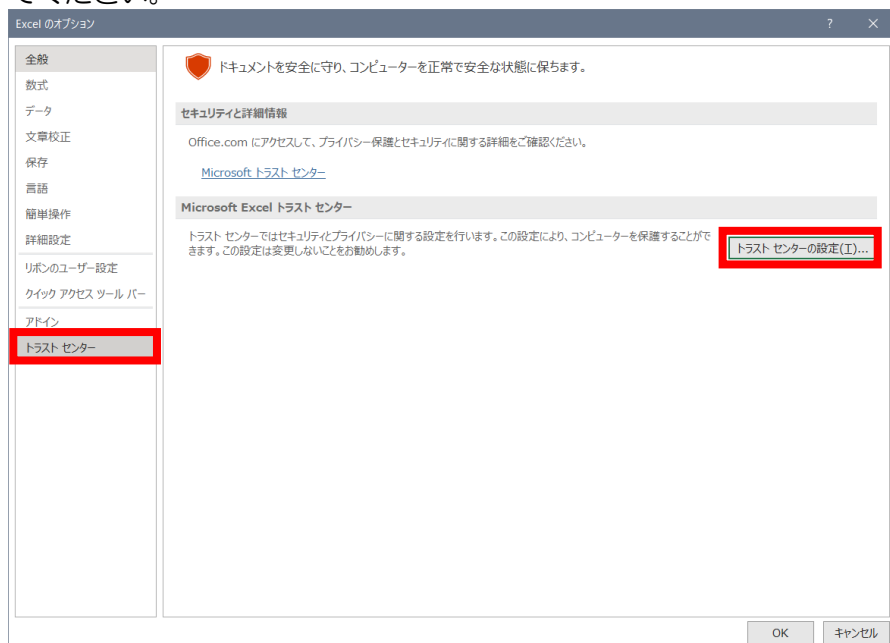 てください。
Excel のオプション
? ×
全般
数式
データ
文章校正
保存
言語
簡単操作
詳細設定
リボンのユーザー設定
クイック アクセス ツール バー
アドイン
トラスト センター
ドキュメントを安全に守り、コンピューターを正常で安全な状態に保ちます。
セキュリティと詳細情報
Office.com にアクセスして、プライバシー保護とセキュリティに関する詳細をご確認ください。
Microsoft トラスト センター
Microsoft Excel トラスト センター
トラスト センターではセキュリティとプライバシーに関する設定を行います。この設定により、コンピューターを保護することがで
きます。この設定は変更しないことをお勧めします。
トラスト センターの設定(T)...
OK
キャンセル